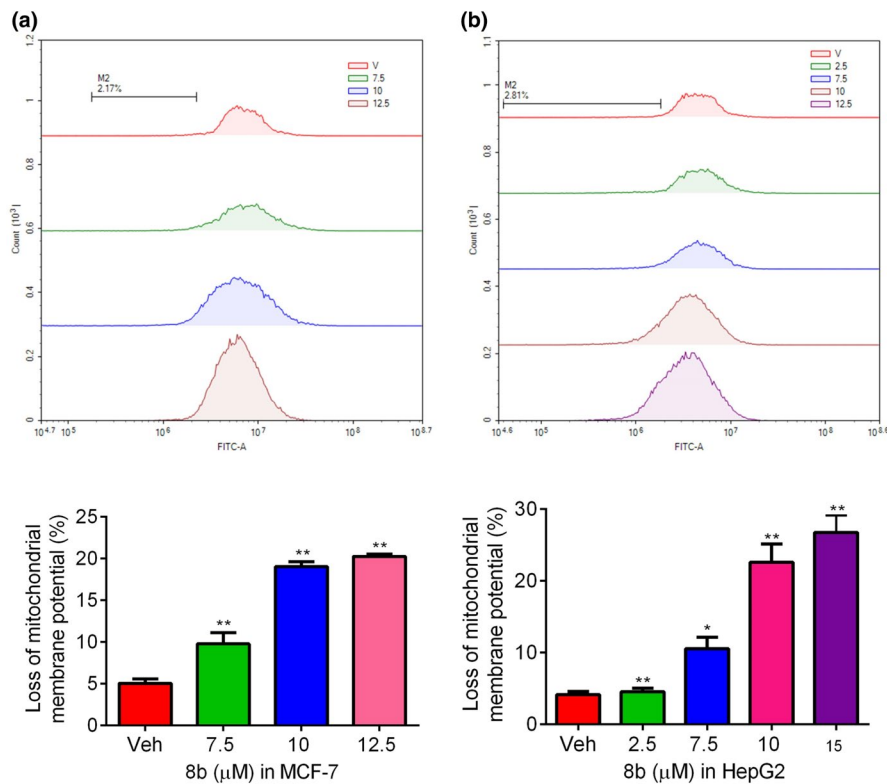 (a)
1.2
1
0.8
0.6
0.4
0.2
0
Count (10³)
M2
2.17%
V
7.5
10
12.5
10^4.7 10^5 10^6 10^7 10^8 10^8.7
FITC-A
(b)
1.1
1
0.8
0.6
0.4
0.2
0
Count (10³)
M2
2.81%
V
2.5
7.5
10
12.5
10^4.6 10^5 10^6 10^7 10^8 10^8.6
FITC-A
Loss of mitochondrial
membrane potential (%)
25
20
15
10
5
0
**
**
**
Veh 7.5 10 12.5
8b (μM) in MCF-7
Loss of mitochondrial
membrane potential (%)
30
20
10
0
**
*
**
**
Veh 2.5 7.5 10 15
8b (μM) in HepG2